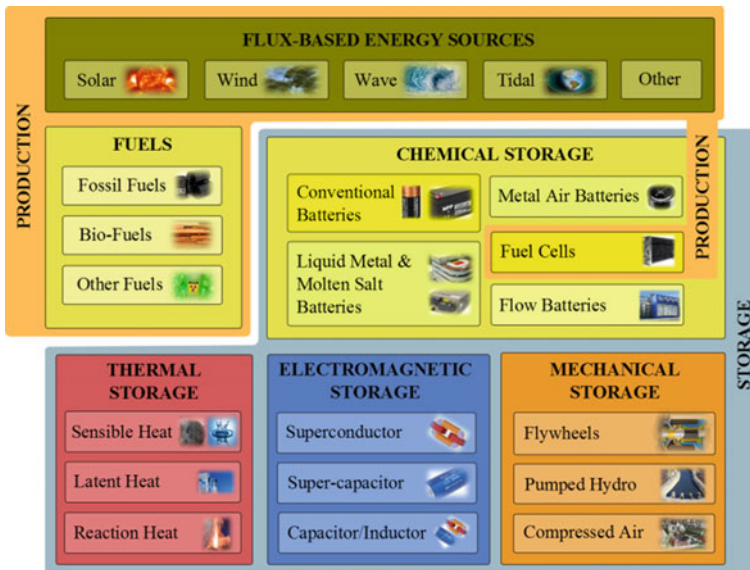 FLUX-BASED ENERGY SOURCES
Solar
Wind
Wave
Tidal
Other
PRODUCTION
FUELS
Fossil Fuels
Bio-Fuels
Other Fuels
CHEMICAL STORAGE
Conventional
Batteries
Metal Air Batteries
Liquid Metal &
Molten Salt
Batteries
Fuel Cells
Flow Batteries
PRODUCTION
STORAGE
THERMAL
STORAGE
Sensible Heat
Latent Heat
Reaction Heat
ELECTROMAGNETIC
STORAGE
Superconductor
Super-capacitor
Capacitor/Inductor
MECHANICAL
STORAGE
Flywheels
Pumped Hydro
Compressed Air